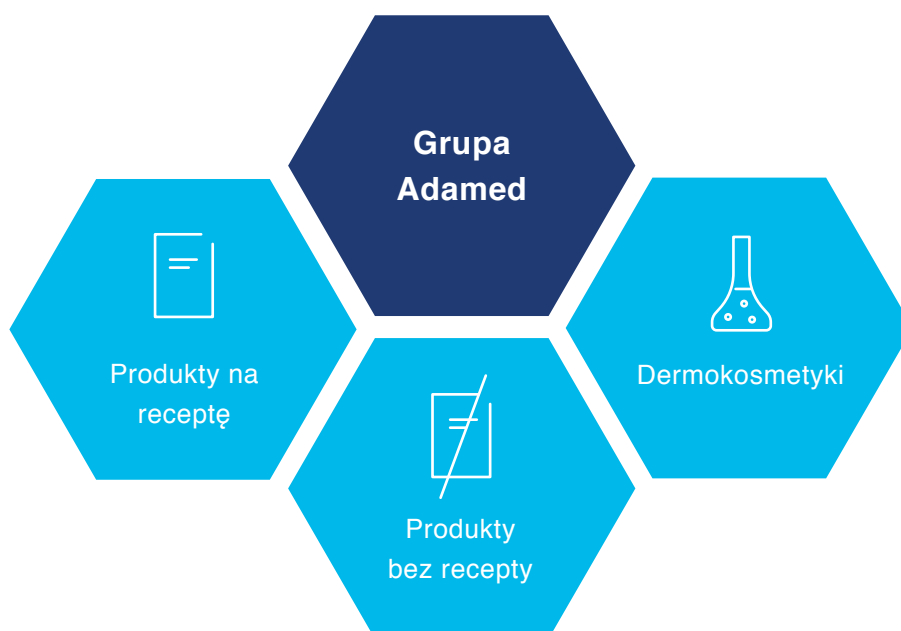 Grupa
Adamed
Produkty na
receptę
Dermokosmetyki
Produkty
bez recepty